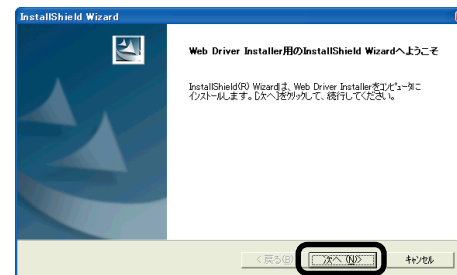 InstallShield Wizard
Web Driver Installer用のInstallShield Wizardへようこそ
InstallShield(R) Wizardは、Web Driver Installerをコンピュータに
インストールします。[次へ]をクリックして、続行してください。
< 戻る(B)
次へ (N)>
キャンセル